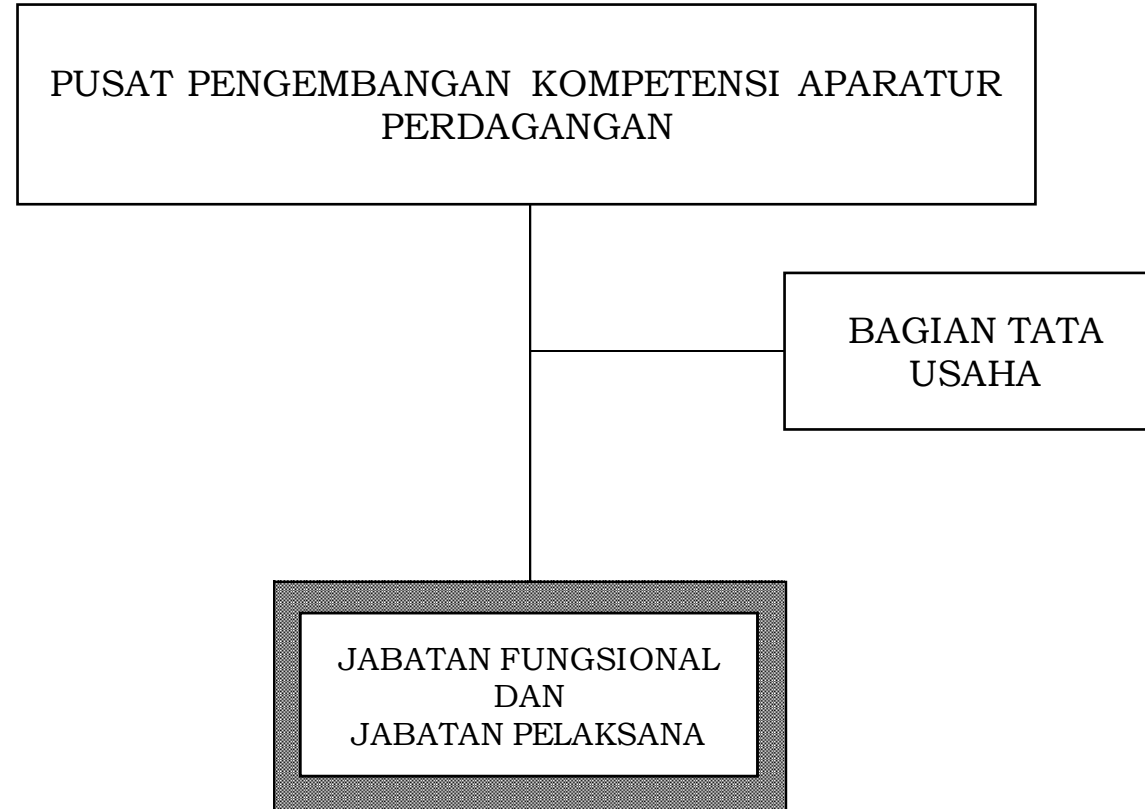 PUSAT PENGEMBANGAN KOMPETENSI APARATUR
PERDAGANGAN
BAGIAN TATA
USAHA
JABATAN FUNGSIONAL
DAN
JABATAN PELAKSANA